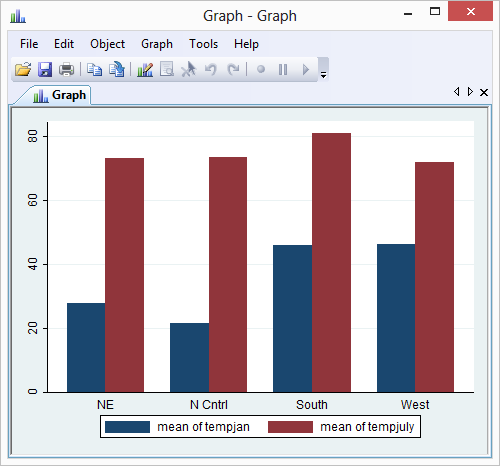 Graph - Graph
File Edit Object Graph Tools Help
Graph
80
60
40
20
0
NE N Cntrl South West
mean of tempjan mean of tempjuly